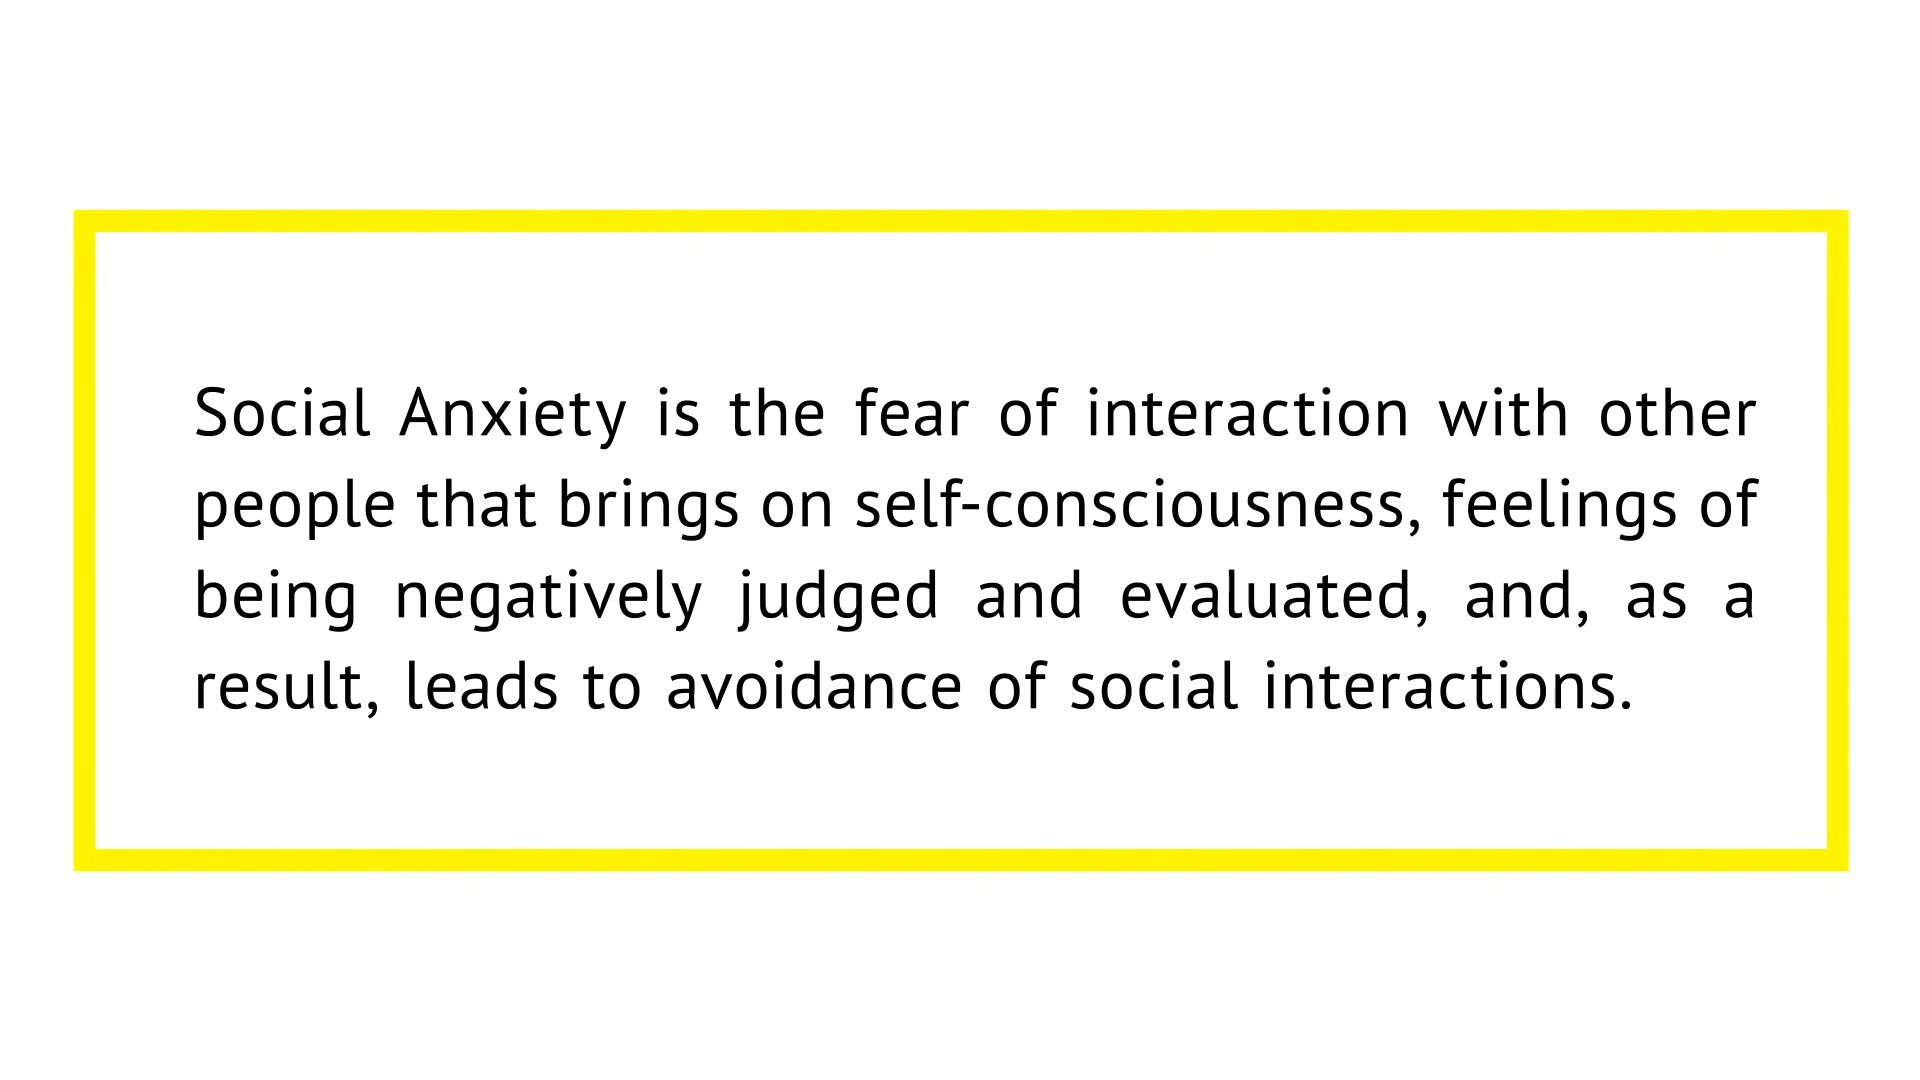 Social Anxiety is the fear of interaction with other
people that brings on self-consciousness, feelings of
being negatively judged and evaluated, and, as a
result, leads to avoidance of social interactions.